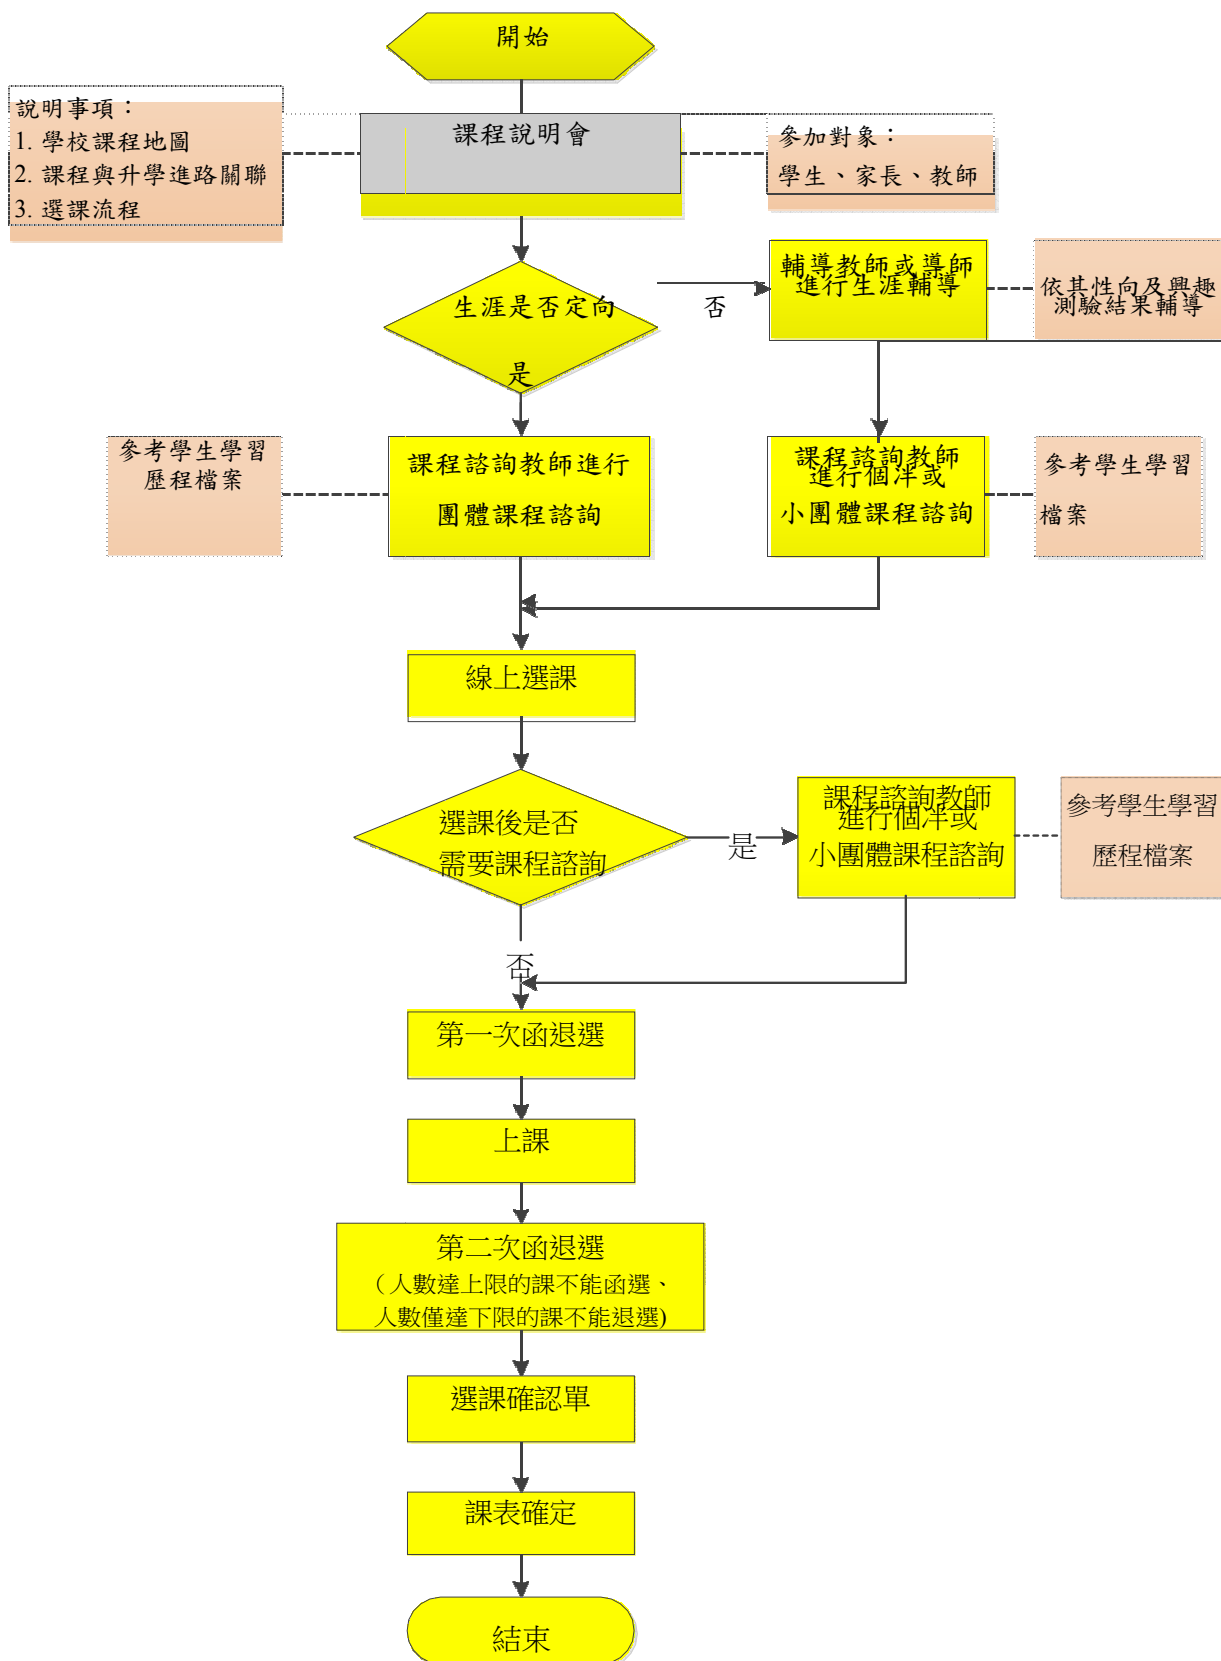 開始
說明事項：
1. 學校課程地圖
2. 課程與升學進路關聯
3. 選課流程
課程說明會
參加對象：
學生、家長、教師
生涯是否定向
否
是
輔導教師或導師
進行生涯輔導
依其性向及興趣
測驗結果輔導
參考學生學習
歷程檔案
課程諮詢教師進行
團體課程諮詢
課程諮詢教師
進行個洋或
小團體課程諮詢
參考學生學習
檔案
線上選課
選課後是否
需要課程諮詢
是
否
課程諮詢教師
進行個洋或
小團體課程諮詢
參考學生學習
歷程檔案
第一次函退選
上課
第二次函退選
（人數達上限的課不能函選、
人數僅達下限的課不能退選)
選課確認單
課表確定
結束